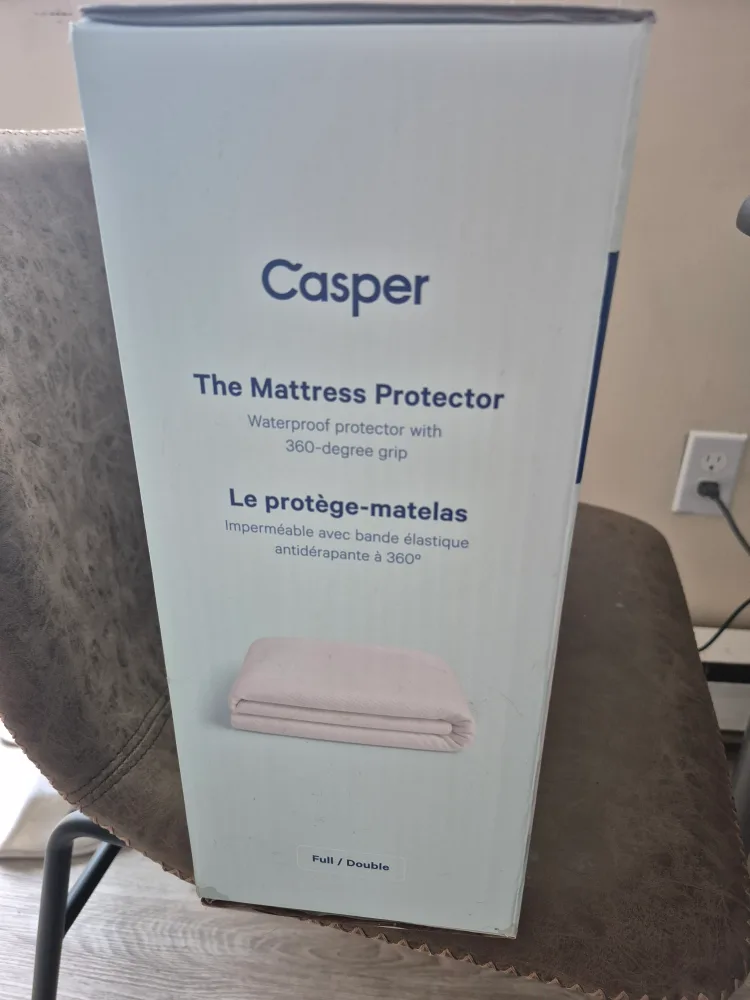 Casper
The Mattress Protector
Waterproof protector with
360-degree grip
Le protège-matelas
Imperméable avec bande élastique
antidérapante à 360°
Full / Double